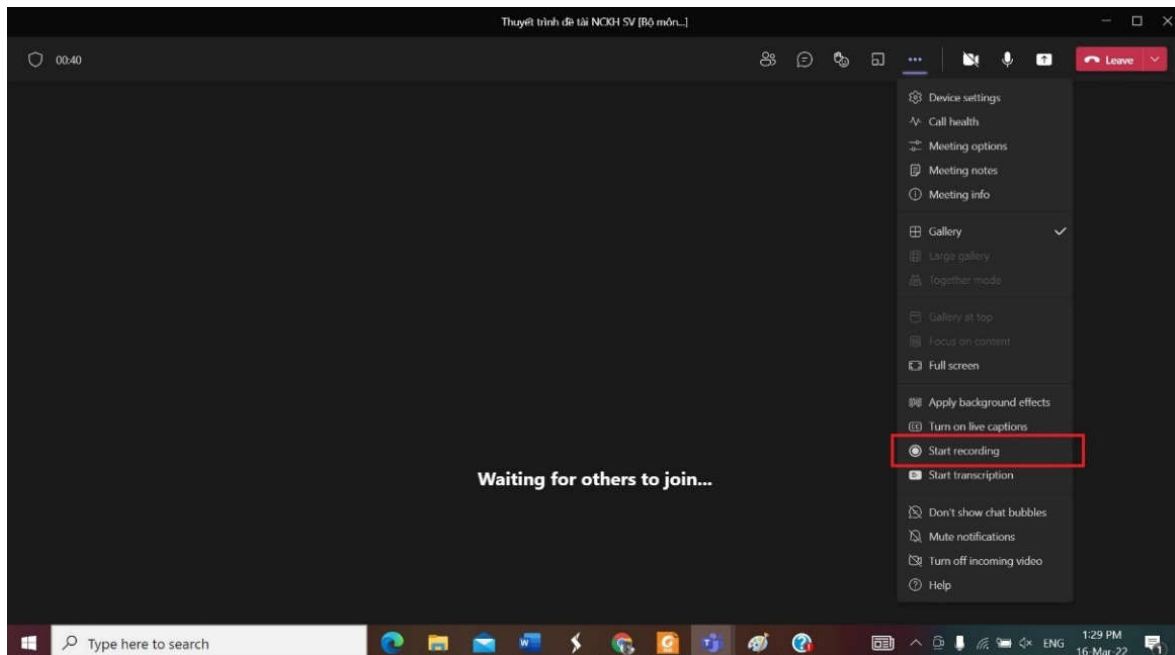 Thuyết trình đề tài NCKH SV [Bộ môn...]
00:40
Leave
Device settings
Call health
Meeting options
Meeting notes
Meeting info
Gallery
Large gallery
Together mode
Gallery at top
Focus on content
Full screen
Apply background effects
Turn on live captions
Start recording
Start transcription
Don't show chat bubbles
Mute notifications
Turn off incoming video
Help
Waiting for others to join...
Type here to search
ENG
1:29 PM
16-Mar-22